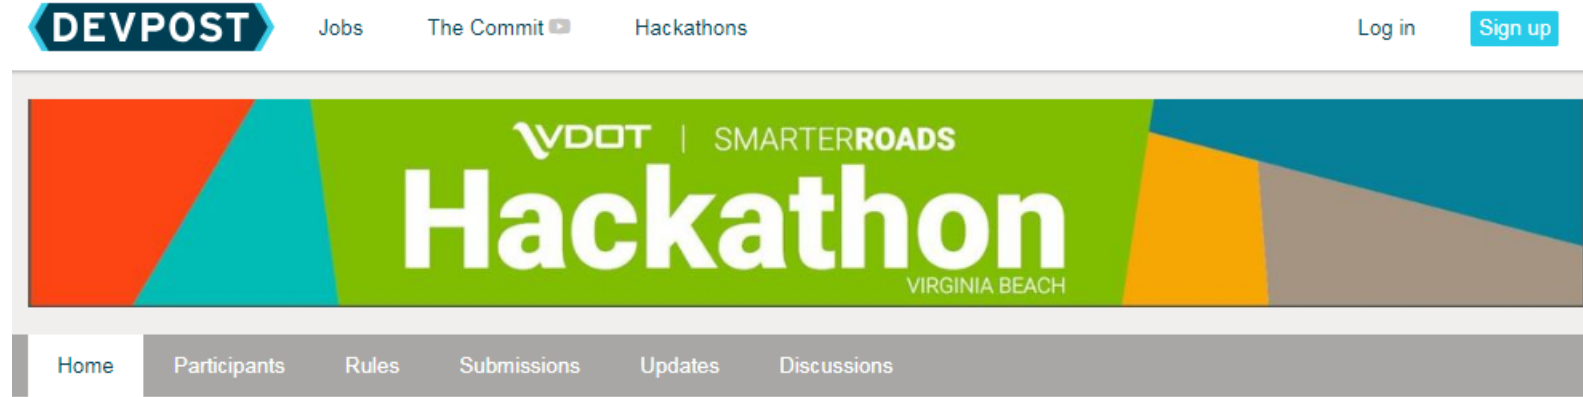 DEVPOST Jobs The Commit Hackathons Log in Sign up
VDOT | SMARTERROADS
Hackathon
VIRGINIA BEACH
Home Participants Rules Submissions Updates Discussions